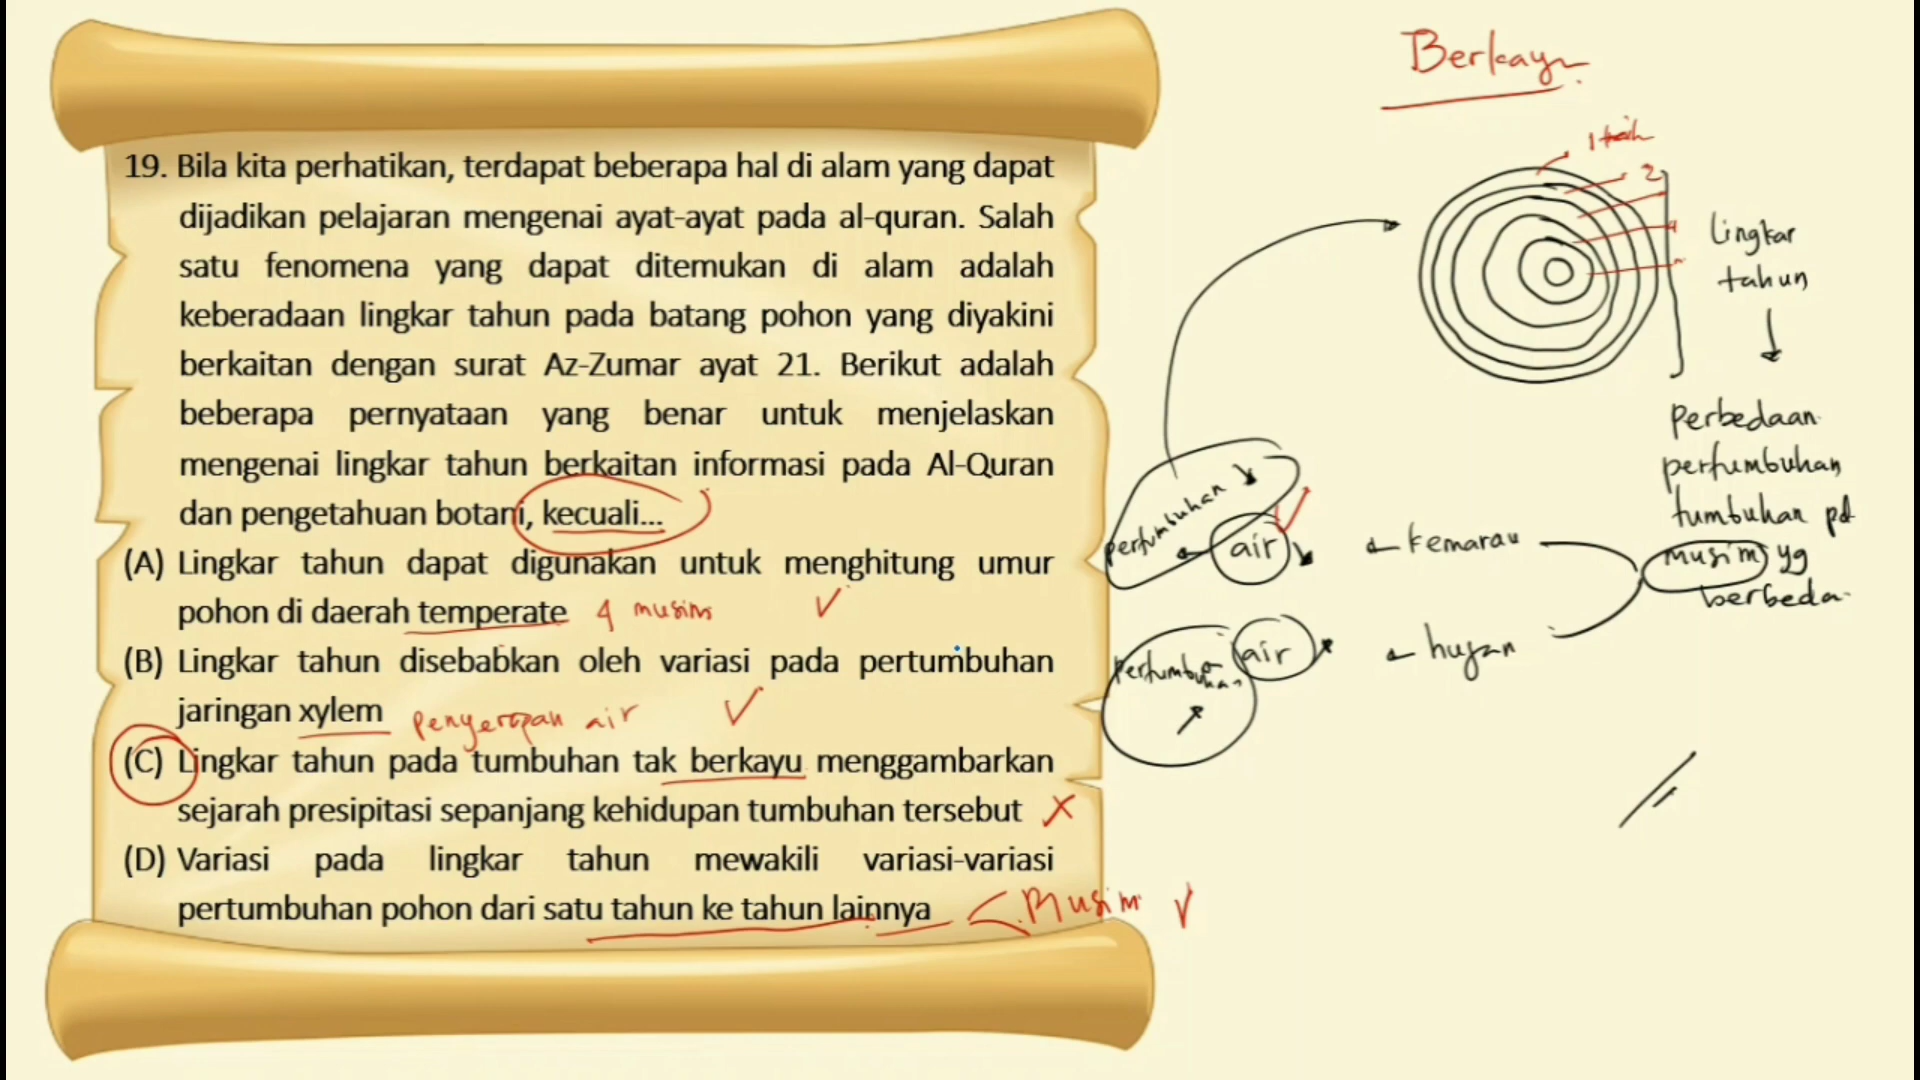 19. Bila kita perhatikan, terdapat beberapa hal di alam yang dapat
dijadikan pelajaran mengenai ayat-ayat pada al-quran. Salah
satu fenomena yang dapat ditemukan di alam adalah
keberadaan lingkar tahun pada batang pohon yang diyakini
berkaitan dengan surat Az-Zumar ayat 21. Berikut adalah
beberapa pernyataan yang benar untuk menjelaskan
mengenai lingkar tahun berkaitan informasi pada Al-Quran
dan pengetahuan botani, kecuali...
(A) Lingkar tahun dapat digunakan untuk menghitung umur
pohon di daerah temperate 4 musim
(B) Lingkar tahun disebabkan oleh variasi pada pertumbuhan
jaringan xylem penyerapan air
(C) Lingkar tahun pada tumbuhan tak berkayu menggambarkan
sejarah presipitasi sepanjang kehidupan tumbuhan tersebut
(D) Variasi pada lingkar tahun mewakili variasi-variasi
pertumbuhan pohon dari satu tahun ke tahun lainnya Musim
Berkayu
1
2
4
lingkar
tahun
perbedaan
pertumbuhan
tumbuhan pd
musim yg
berbeda
kemarau
air
pertumbuhan
hujan
air
pertumbuhan